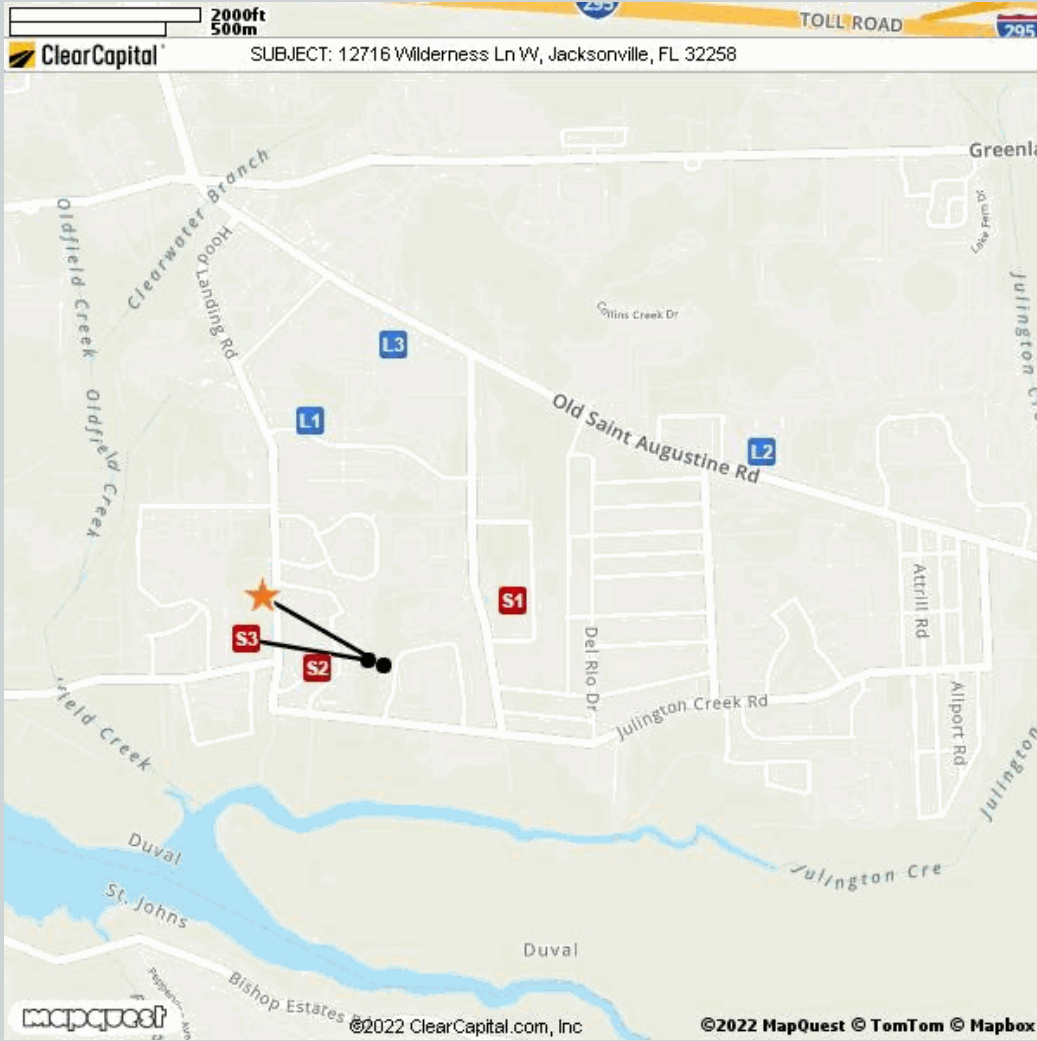 2000ft
500m
295
TOLL ROAD
295
ClearCapital
SUBJECT: 12716 Wilderness Ln W, Jacksonville, FL 32258
Greenla
Clearwater Branch
Oldfield Creek
Hood
Landing Rd
Lake Fern Dr
Julington Cre
Collins Creek Dr
L3
Oldfield Creek
L1
Old Saint Augustine Rd
L2
S1
Attrill Rd
S3
S2
Del Rio Dr
Julington Creek Rd
Allport Rd
field Creek
Julington
Duval
Julington Cre
St. Johns
Duval
Bishop Estates
mapquest
©2022 ClearCapital.com, Inc
©2022 MapQuest © TomTom © Mapbox